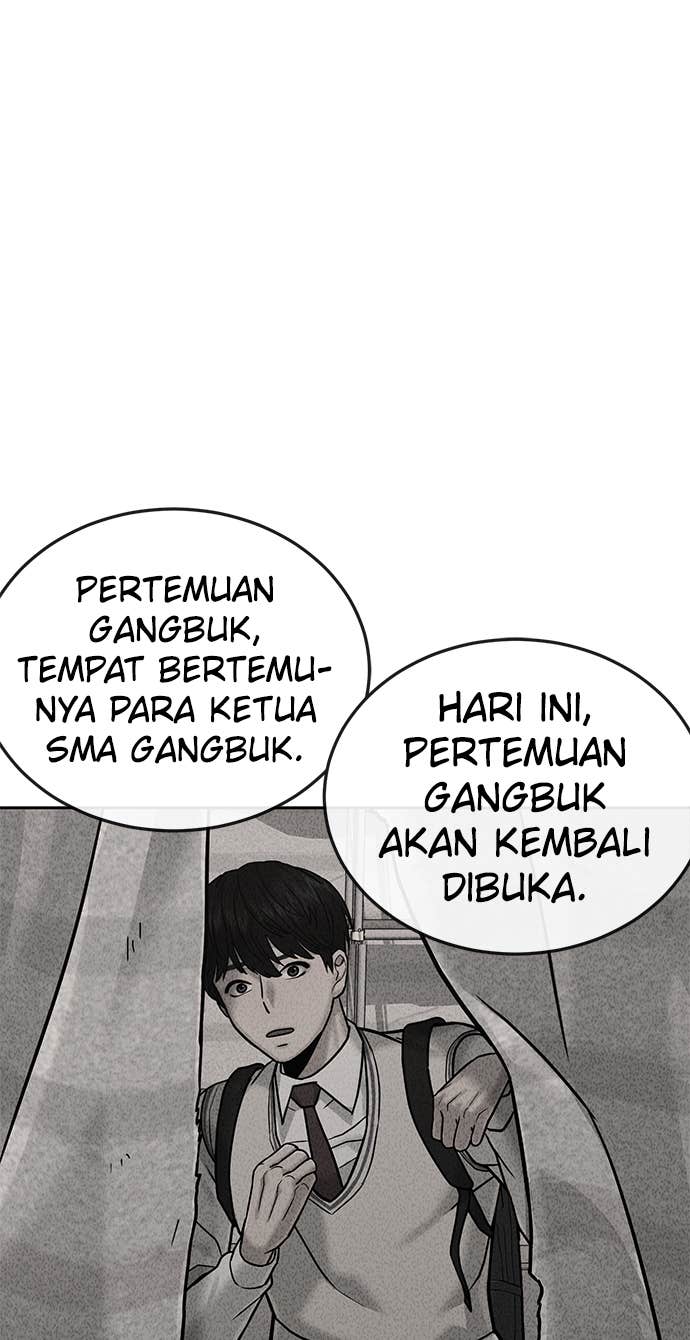 PERTEMUAN
GANGBUK,
TEMPAT BERTEMU-
NYA PARA KETUA
SMA GANGBUK.
HARI INI,
PERTEMUAN
GANGBUK
AKAN KEMBALI
DIBUKA.